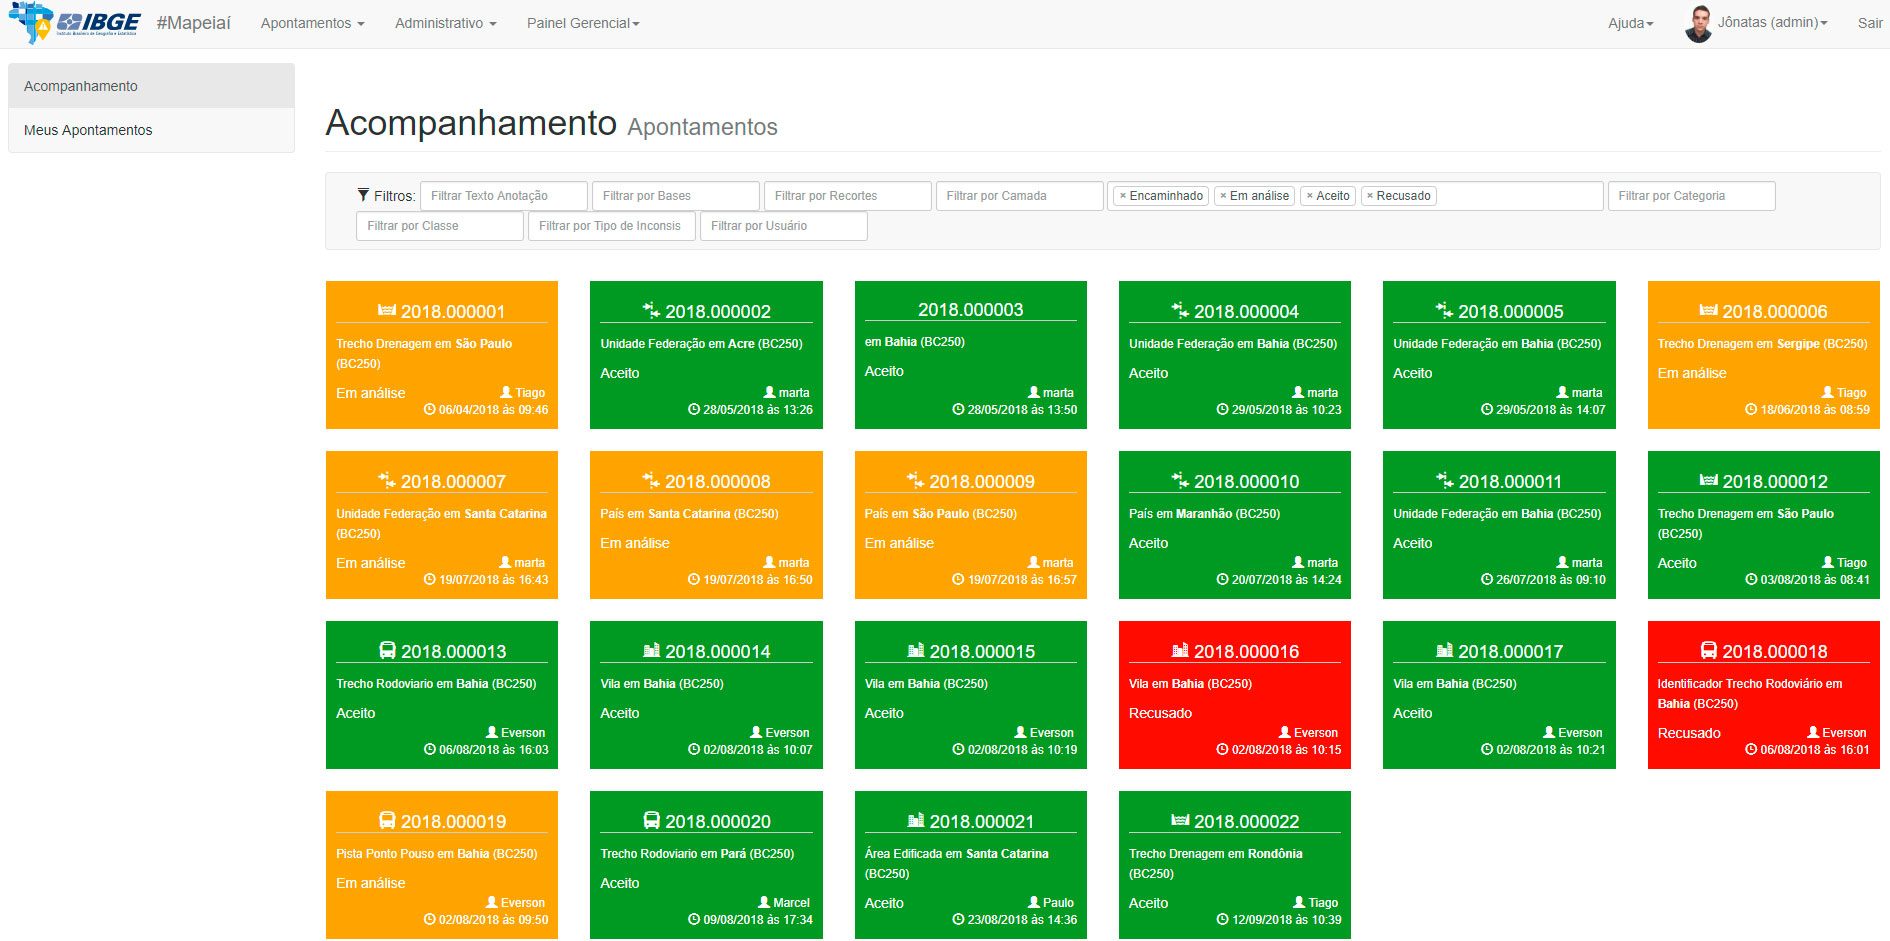 IBGE
Instituto Brasileiro de Geografia e Estatística
#Mapeiaí
Apontamentos
Administrativo
Painel Gerencial
Ajuda
Jônatas (admin)
Sair
Acompanhamento
Meus Apontamentos
Acompanhamento Apontamentos
Filtros: Filtrar Texto Anotação Filtrar por Bases Filtrar por Recortes Filtrar por Camada × Encaminhado × Em análise × Aceito × Recusado Filtrar por Categoria
Filtrar por Classe Filtrar por Tipo de Inconsis Filtrar por Usuário
2018.000001
Trecho Drenagem em São Paulo
(BC250)
Em análise
Tiago
06/04/2018 às 09:46
2018.000002
Unidade Federação em Acre (BC250)
Aceito
marta
28/05/2018 às 13:26
2018.000003
em Bahia (BC250)
Aceito
marta
28/05/2018 às 13:50
2018.000004
Unidade Federação em Bahia (BC250)
Aceito
marta
29/05/2018 às 10:23
2018.000005
Unidade Federação em Bahia (BC250)
Aceito
marta
29/05/2018 às 14:07
2018.000006
Trecho Drenagem em Sergipe (BC250)
Em análise
Tiago
18/06/2018 às 08:59
2018.000007
Unidade Federação em Santa Catarina
(BC250)
Em análise
marta
19/07/2018 às 16:43
2018.000008
País em Santa Catarina (BC250)
Em análise
marta
19/07/2018 às 16:50
2018.000009
País em São Paulo (BC250)
Em análise
marta
19/07/2018 às 16:57
2018.000010
País em Maranhão (BC250)
Aceito
marta
20/07/2018 às 14:24
2018.000011
Unidade Federação em Bahia (BC250)
Aceito
marta
26/07/2018 às 09:10
2018.000012
Trecho Drenagem em São Paulo
(BC250)
Aceito
Tiago
03/08/2018 às 08:41
2018.000013
Trecho Rodoviario em Bahia (BC250)
Aceito
Everson
06/08/2018 às 16:03
2018.000014
Vila em Bahia (BC250)
Aceito
Everson
02/08/2018 às 10:07
2018.000015
Vila em Bahia (BC250)
Aceito
Everson
02/08/2018 às 10:19
2018.000016
Vila em Bahia (BC250)
Recusado
Everson
02/08/2018 às 10:15
2018.000017
Vila em Bahia (BC250)
Aceito
Everson
02/08/2018 às 10:21
2018.000018
Identificador Trecho Rodoviário em
Bahia (BC250)
Recusado
Everson
06/08/2018 às 16:01
2018.000019
Pista Ponto Pouso em Bahia (BC250)
Em análise
Everson
02/08/2018 às 09:50
2018.000020
Trecho Rodoviario em Pará (BC250)
Aceito
Marcel
09/08/2018 às 17:34
2018.000021
Área Edificada em Santa Catarina
(BC250)
Aceito
Paulo
23/08/2018 às 14:36
2018.000022
Trecho Drenagem em Rondônia
(BC250)
Aceito
Tiago
12/09/2018 às 10:39